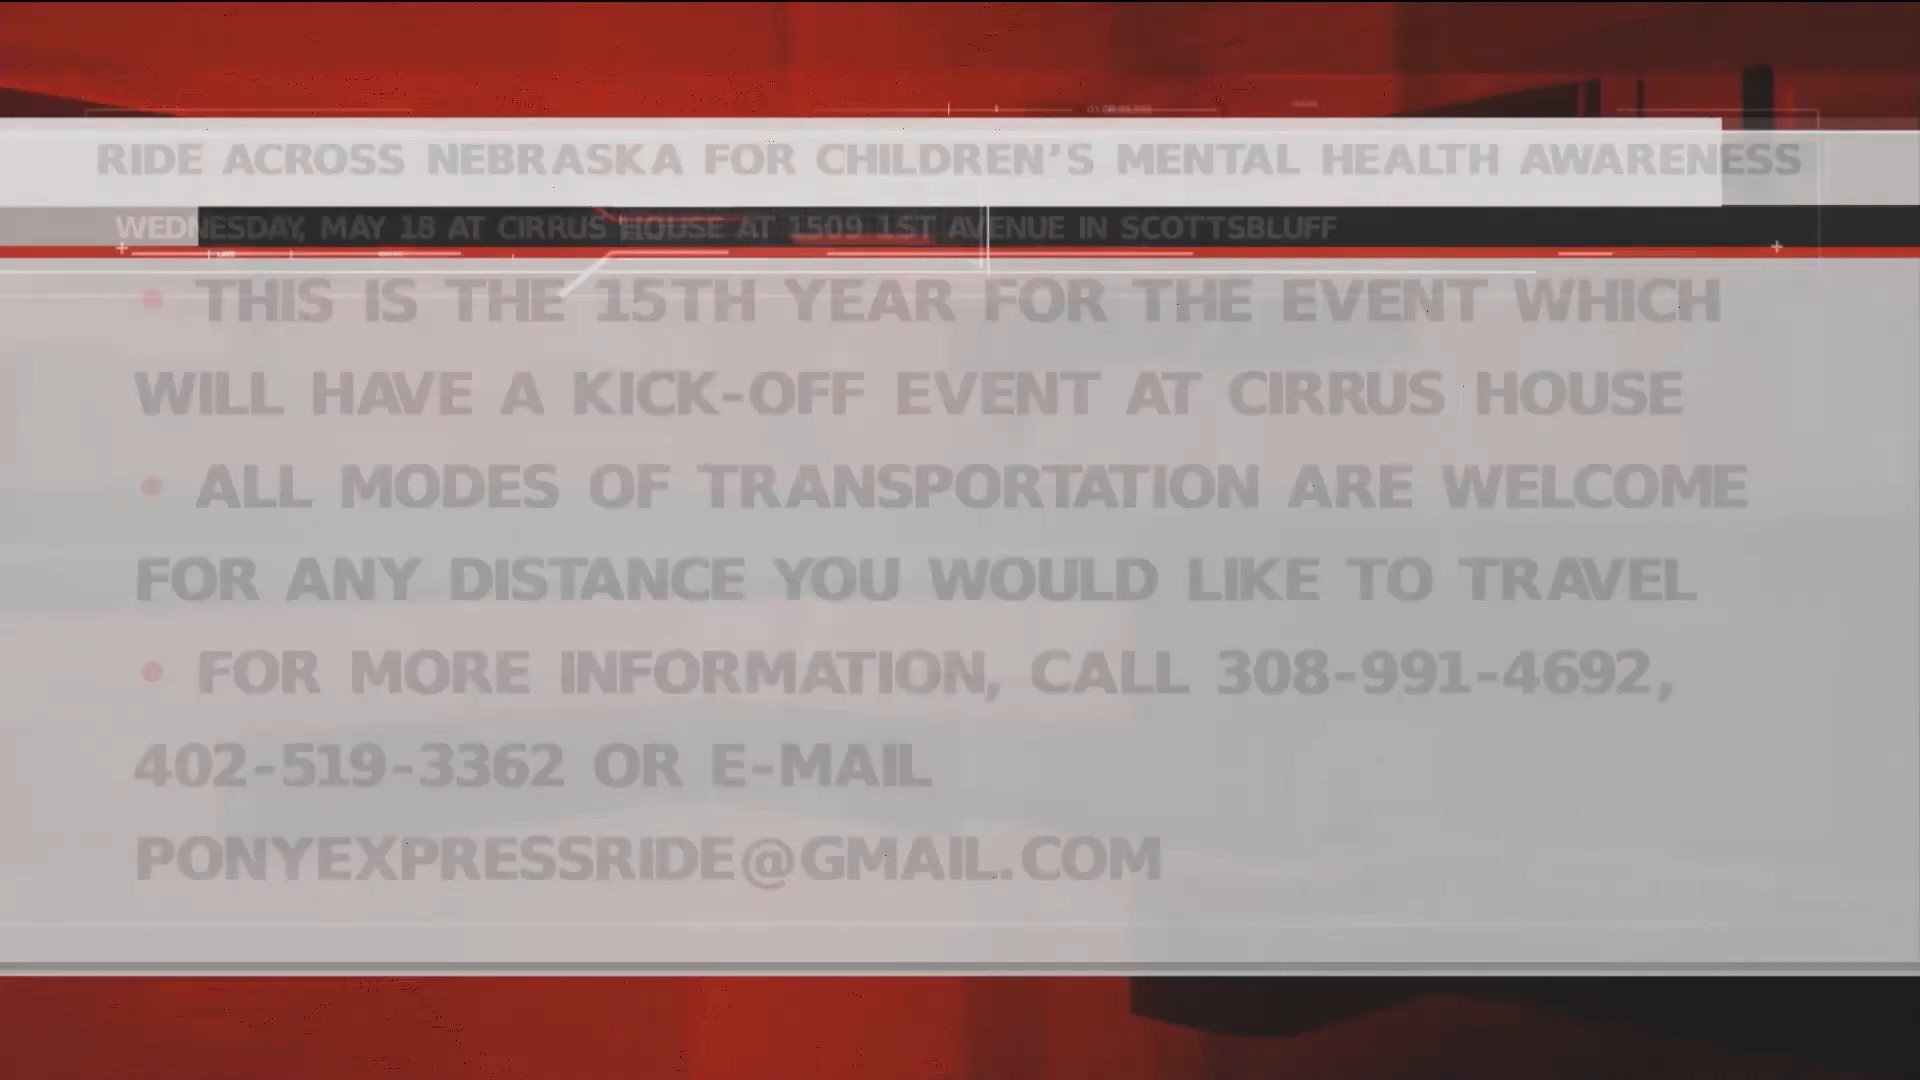 RIDE ACROSS NEBRASKA FOR CHILDREN’S MENTAL HEALTH AWARENESS
WEDNESDAY, MAY 18 AT CIRRUS HOUSE AT 1509 1ST AVENUE IN SCOTTSBLUFF
• THIS IS THE 15TH YEAR FOR THE EVENT WHICH
WILL HAVE A KICK-OFF EVENT AT CIRRUS HOUSE
• ALL MODES OF TRANSPORTATION ARE WELCOME
FOR ANY DISTANCE YOU WOULD LIKE TO TRAVEL
• FOR MORE INFORMATION, CALL 308-991-4692,
402-519-3362 OR E-MAIL
PONYEXPRESSRIDE@GMAIL.COM